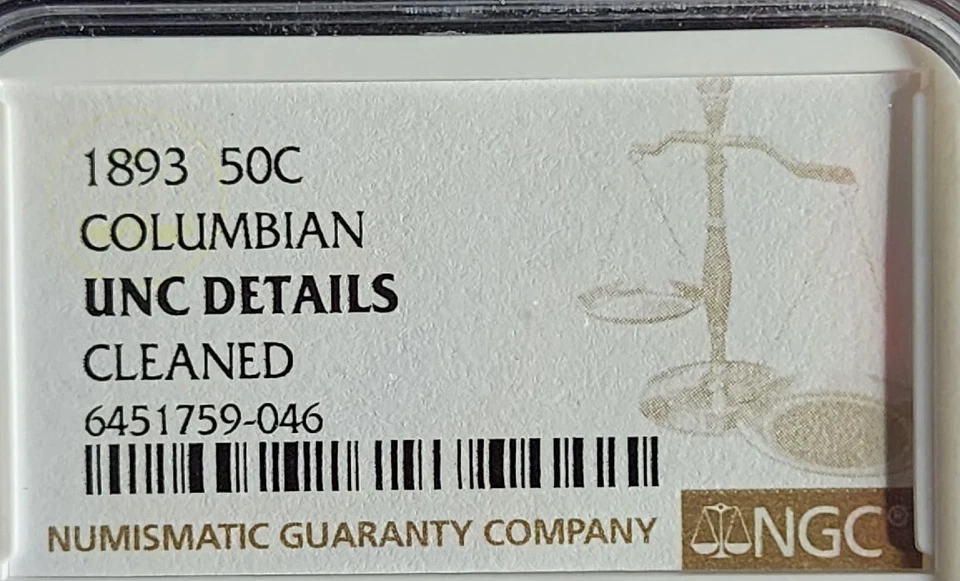 1893 50C
COLUMBIAN
UNC DETAILS
CLEANED
6451759-046
NUMISMATIC GUARANTY COMPANY
NGC®